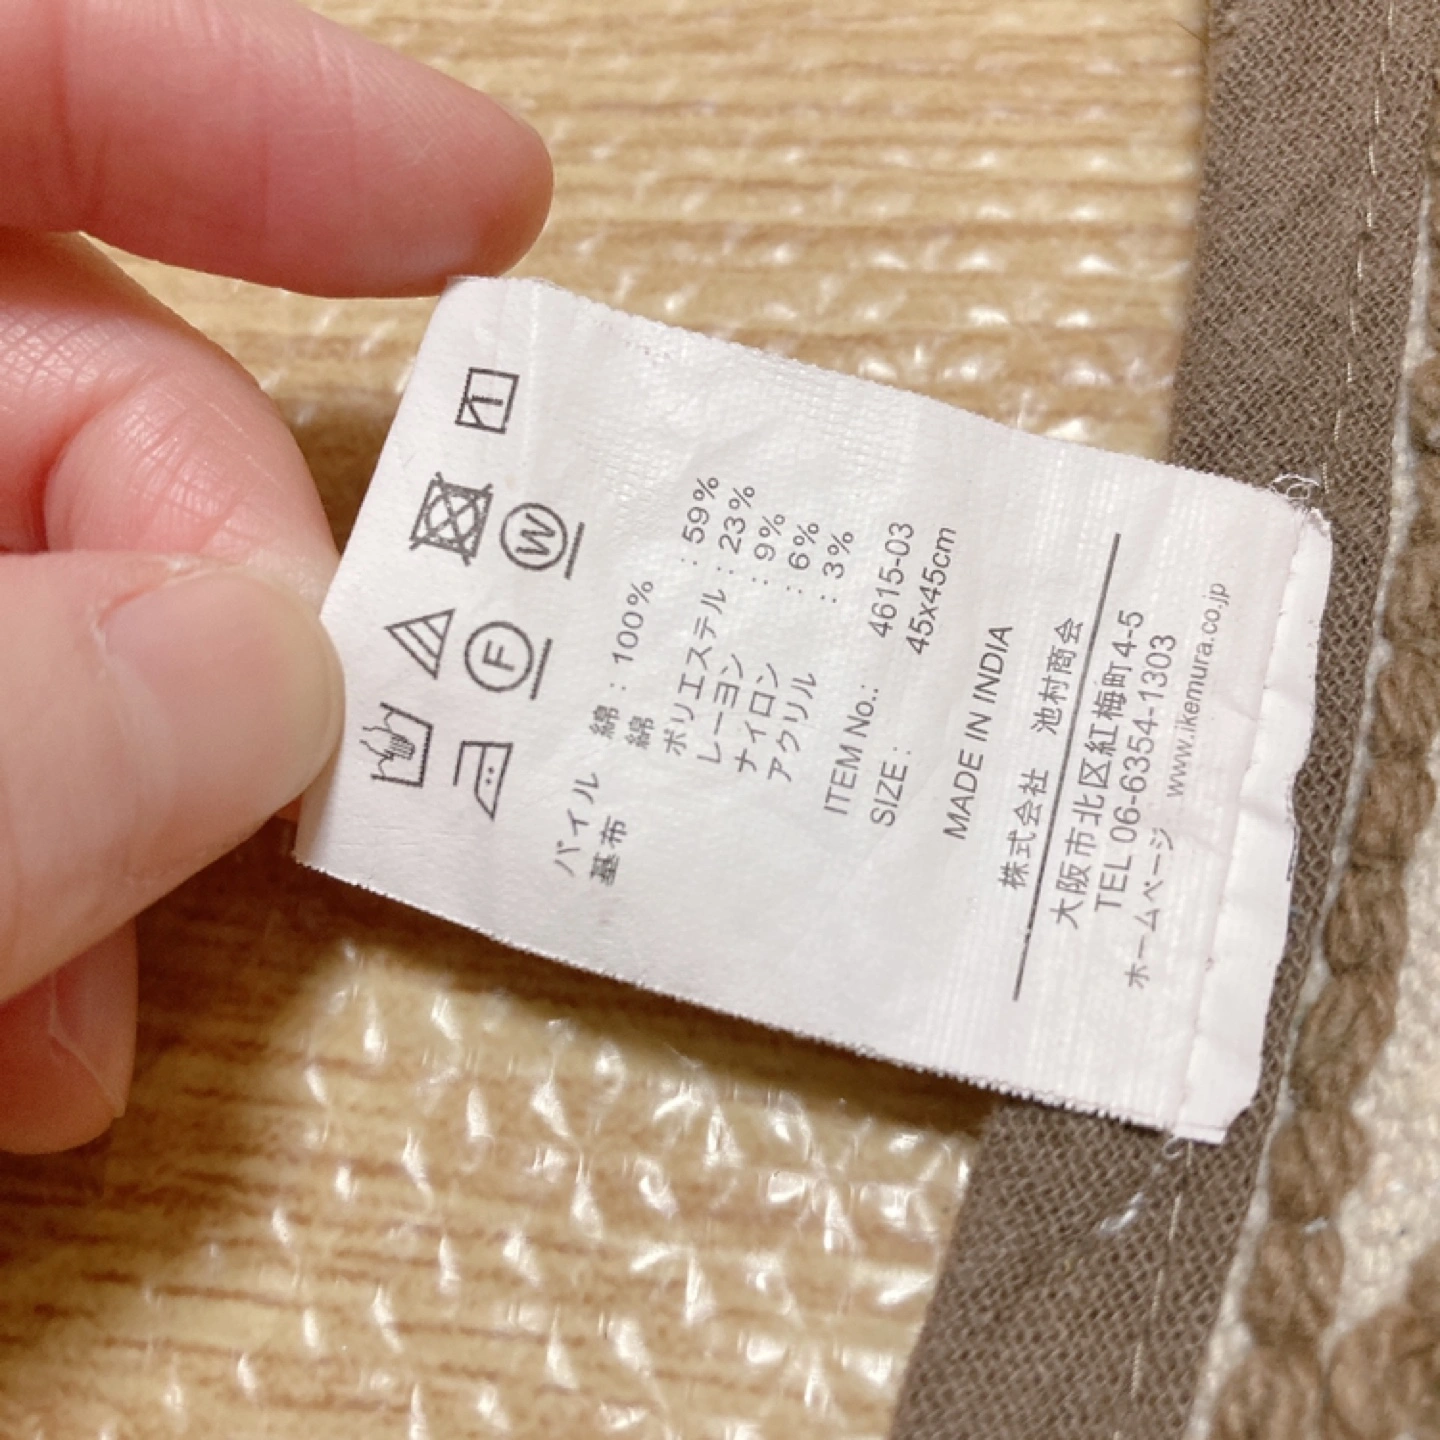 パイル 綿 : 100%
基布 綿 : 59%
ポリエステル : 23%
レーヨン : 9%
ナイロン : 6%
アクリル : 3%
ITEM No.: 4615-03
SIZE : 45x45cm
MADE IN INDIA
株式会社 池村商会
大阪市北区紅梅町4-5
TEL 06-6354-1303
ホームページ www.ikemura.co.jp
F
W